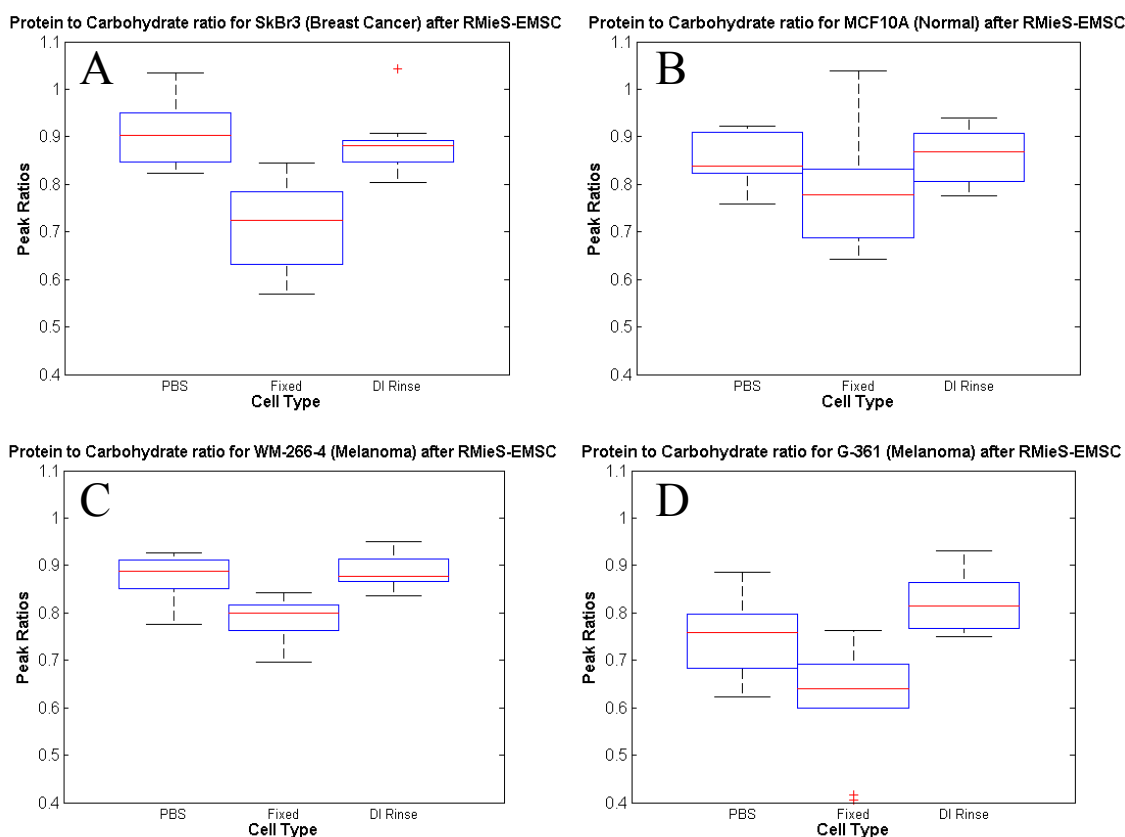 Protein to Carbohydrate ratio for SkBr3 (Breast Cancer) after RMieS-EMSC
A
1.1
1
0.9
0.8
0.7
0.6
0.5
0.4
Peak Ratios
PBS Fixed DI Rinse
Cell Type
Protein to Carbohydrate ratio for MCF10A (Normal) after RMieS-EMSC
B
1.1
1
0.9
0.8
0.7
0.6
0.5
0.4
Peak Ratios
PBS Fixed DI Rinse
Cell Type
Protein to Carbohydrate ratio for WM-266-4 (Melanoma) after RMieS-EMSC
C
1.1
1
0.9
0.8
0.7
0.6
0.5
0.4
Peak Ratios
PBS Fixed DI Rinse
Cell Type
Protein to Carbohydrate ratio for G-361 (Melanoma) after RMieS-EMSC
D
1.1
1
0.9
0.8
0.7
0.6
0.5
0.4
Peak Ratios
PBS Fixed DI Rinse
Cell Type